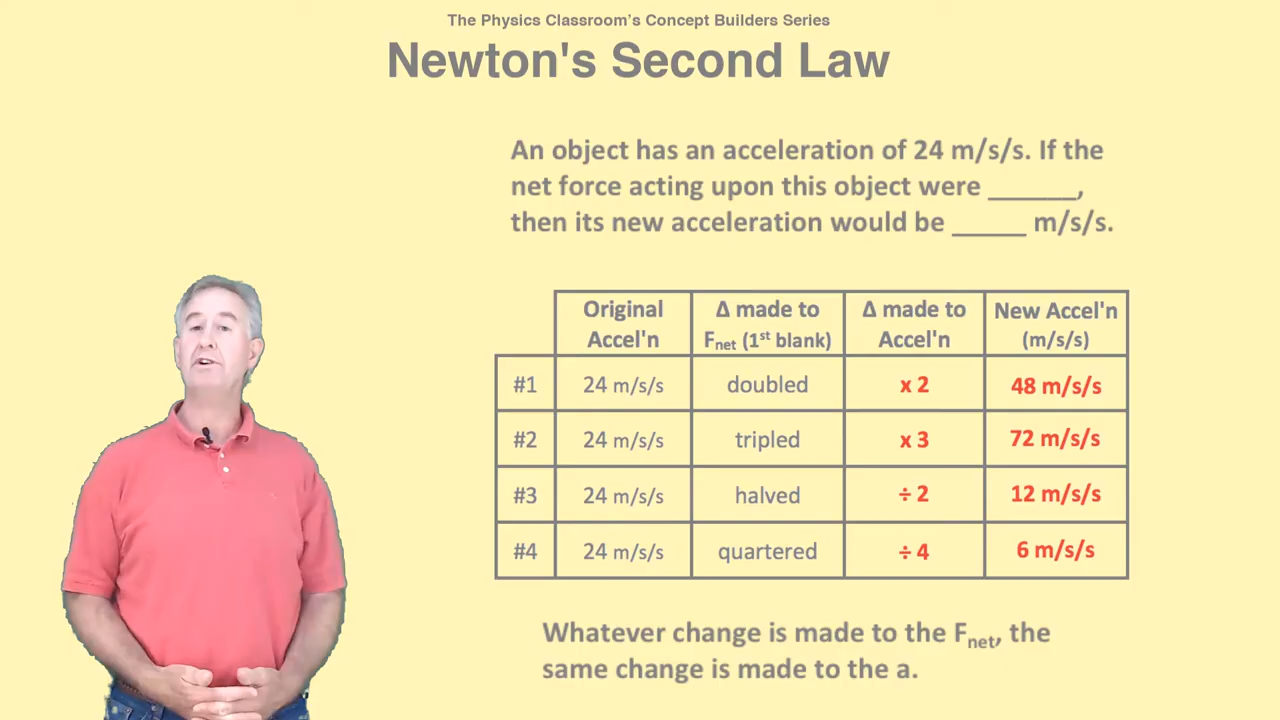 The Physics Classroom’s Concept Builders Series
Newton's Second Law
An object has an acceleration of 24 m/s/s. If the
net force acting upon this object were ______,
then its new acceleration would be _____ m/s/s.
Original Accel'n | Δ made to Fnet (1st blank) | Δ made to Accel'n | New Accel'n (m/s/s)
#1 | 24 m/s/s | doubled | x 2 | 48 m/s/s
#2 | 24 m/s/s | tripled | x 3 | 72 m/s/s
#3 | 24 m/s/s | halved | ÷ 2 | 12 m/s/s
#4 | 24 m/s/s | quartered | ÷ 4 | 6 m/s/s
Whatever change is made to the Fnet, the
same change is made to the a.